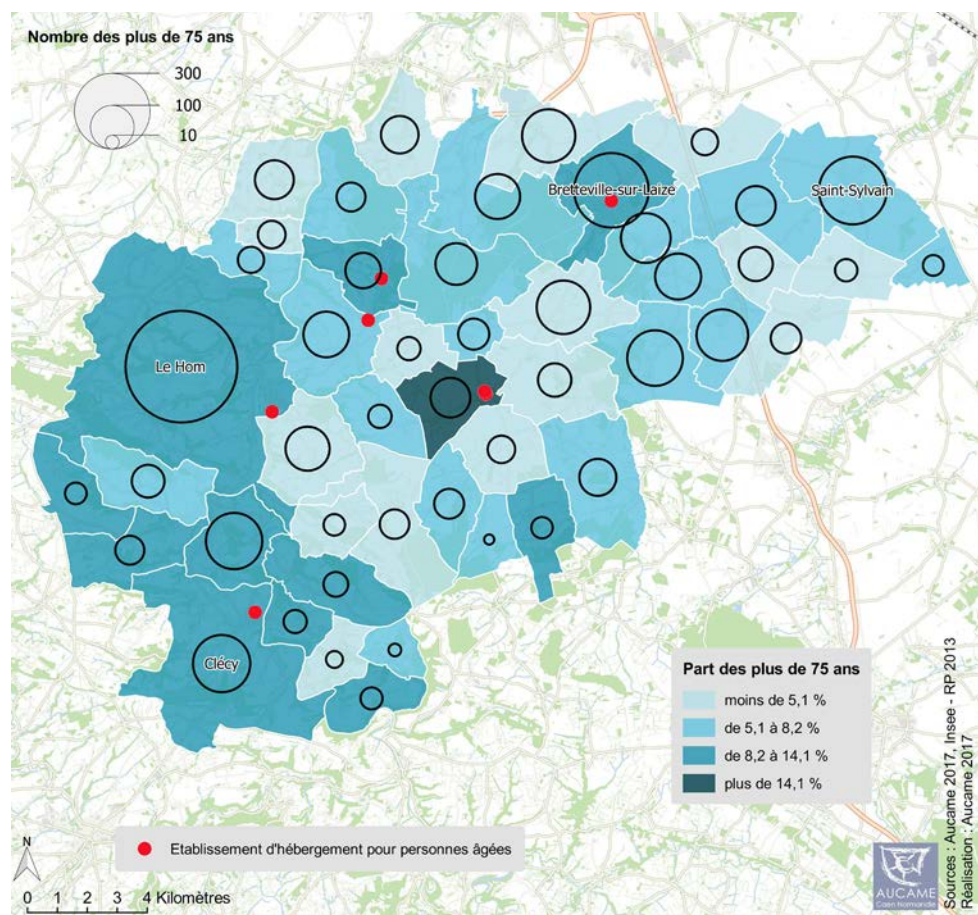 Nombre des plus de 75 ans
300
100
10
Bretteville-sur-Laize
Saint-Sylvain
Le Hom
Clécy
Part des plus de 75 ans
moins de 5,1 %
de 5,1 à 8,2 %
de 8,2 à 14,1 %
plus de 14,1 %
Etablissement d'hébergement pour personnes âgées
N
0 1 2 4 Kilomètres
AUCAME
Caen Normandie
Sources : Aucame 2017, Insee - RP 2013
Réalisation : Aucame 2017